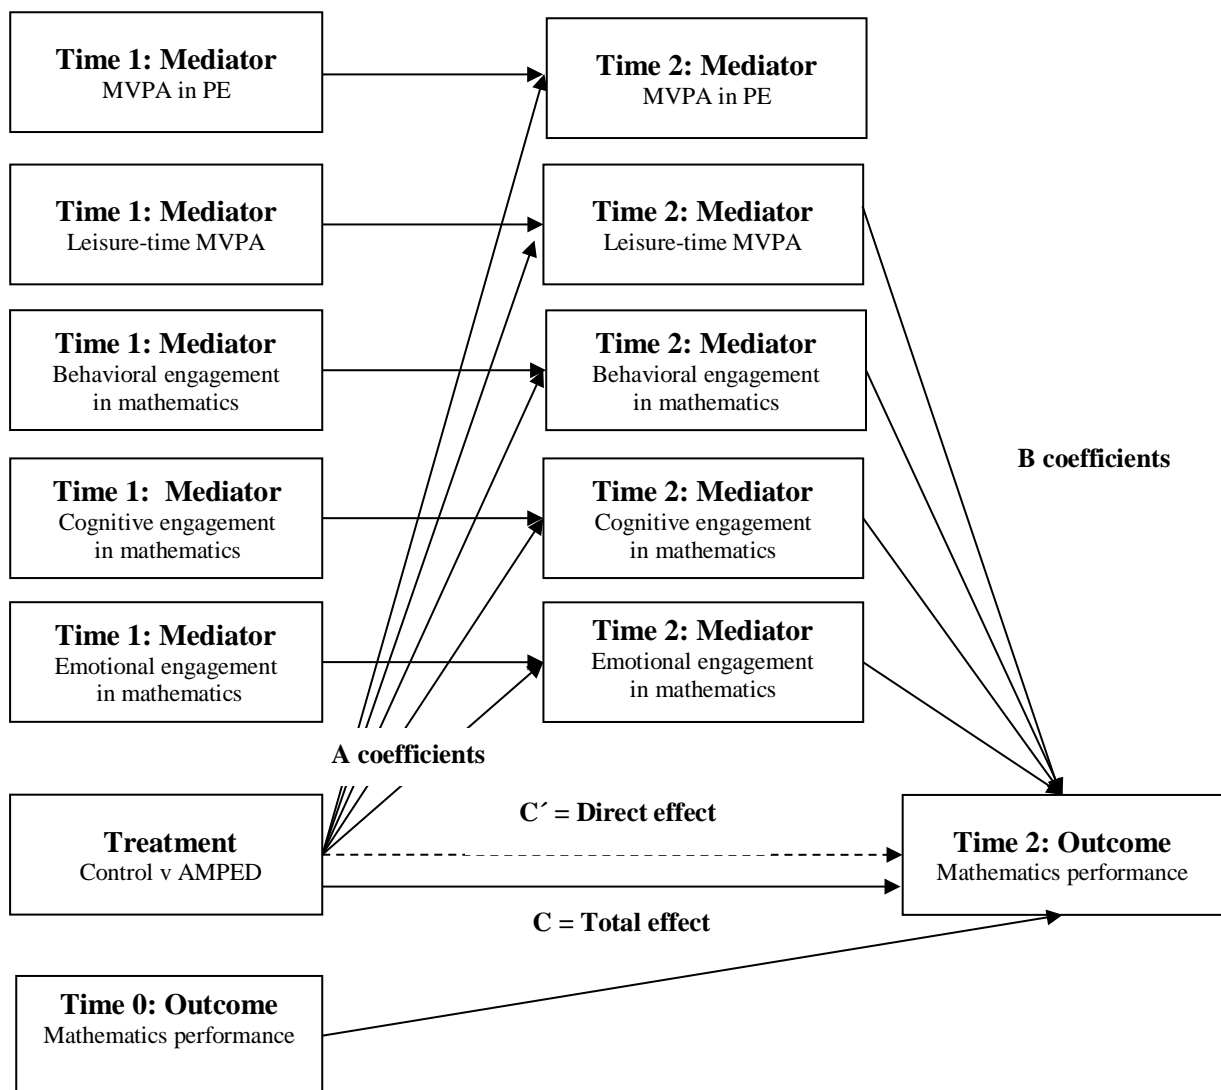 Time 1: Mediator
MVPA in PE
Time 2: Mediator
MVPA in PE
Time 1: Mediator
Leisure-time MVPA
Time 2: Mediator
Leisure-time MVPA
Time 1: Mediator
Behavioral engagement
in mathematics
Time 2: Mediator
Behavioral engagement
in mathematics
B coefficients
Time 1:  Mediator
Cognitive engagement
in mathematics
Time 2: Mediator
Cognitive engagement
in mathematics
Time 1: Mediator
Emotional engagement
in mathematics
Time 2: Mediator
Emotional engagement
in mathematics
A coefficients
Treatment
Control v AMPED
C´ = Direct effect
C = Total effect
Time 2: Outcome
Mathematics performance
Time 0: Outcome
Mathematics performance